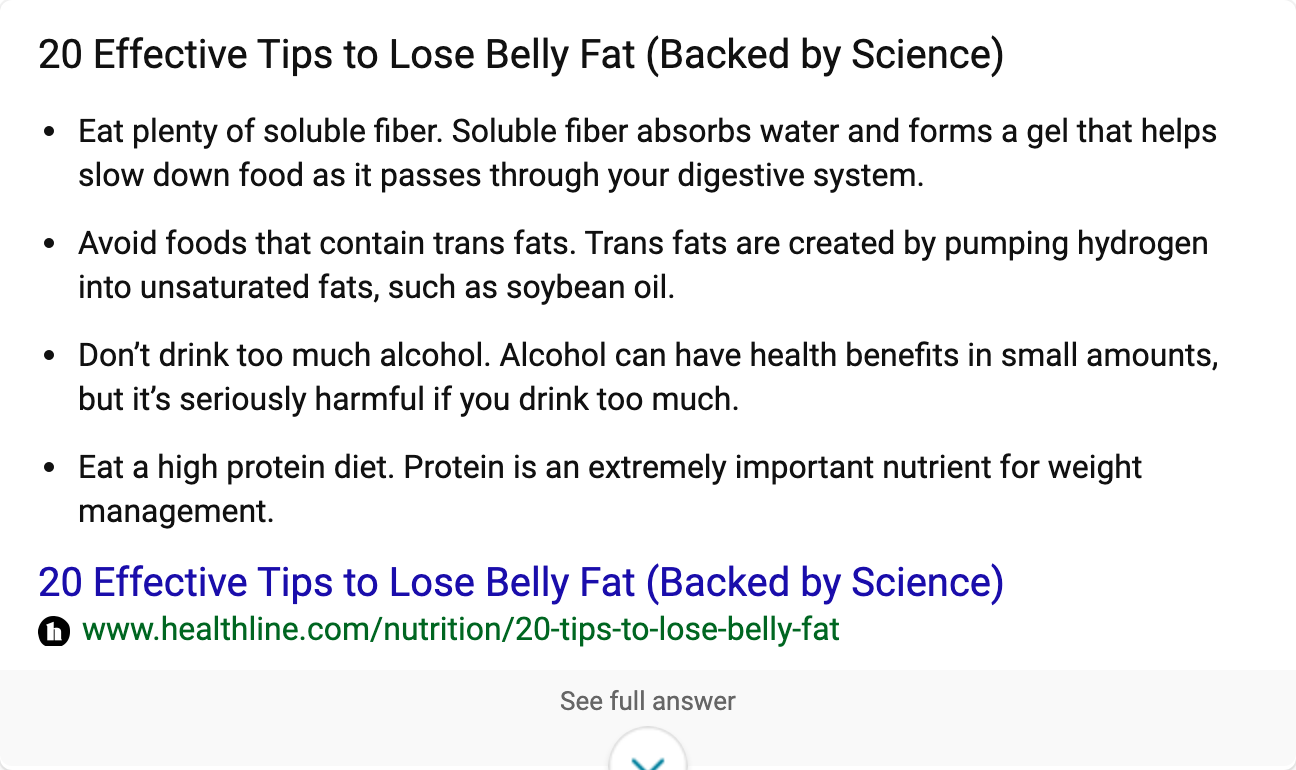 20 Effective Tips to Lose Belly Fat (Backed by Science)
• Eat plenty of soluble fiber. Soluble fiber absorbs water and forms a gel that helps
slow down food as it passes through your digestive system.
• Avoid foods that contain trans fats. Trans fats are created by pumping hydrogen
into unsaturated fats, such as soybean oil.
• Don’t drink too much alcohol. Alcohol can have health benefits in small amounts,
but it’s seriously harmful if you drink too much.
• Eat a high protein diet. Protein is an extremely important nutrient for weight
management.
20 Effective Tips to Lose Belly Fat (Backed by Science)
h www.healthline.com/nutrition/20-tips-to-lose-belly-fat
See full answer